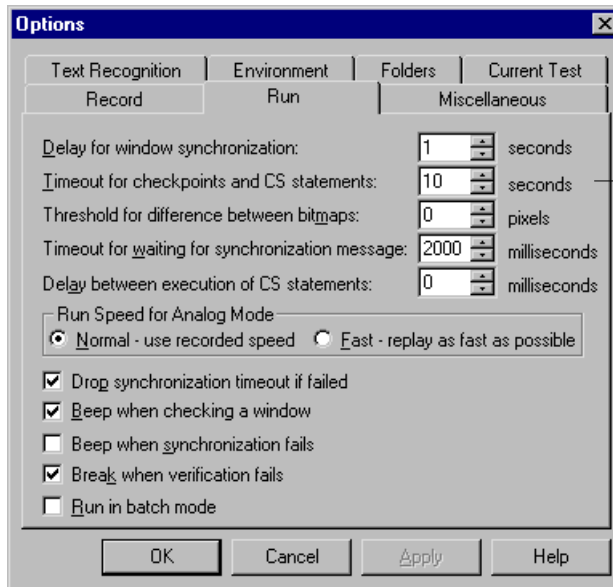 Options
Text Recognition Environment Folders Current Test
Record Run Miscellaneous
Delay for window synchronization: 1 seconds
Timeout for checkpoints and CS statements: 10 seconds
Threshold for difference between bitmaps: 0 pixels
Timeout for waiting for synchronization message: 2000 milliseconds
Delay between execution of CS statements: 0 milliseconds
Run Speed for Analog Mode
Normal - use recorded speed Fast - replay as fast as possible
Drop synchronization timeout if failed
Beep when checking a window
Beep when synchronization fails
Break when verification fails
Run in batch mode
OK Cancel Apply Help